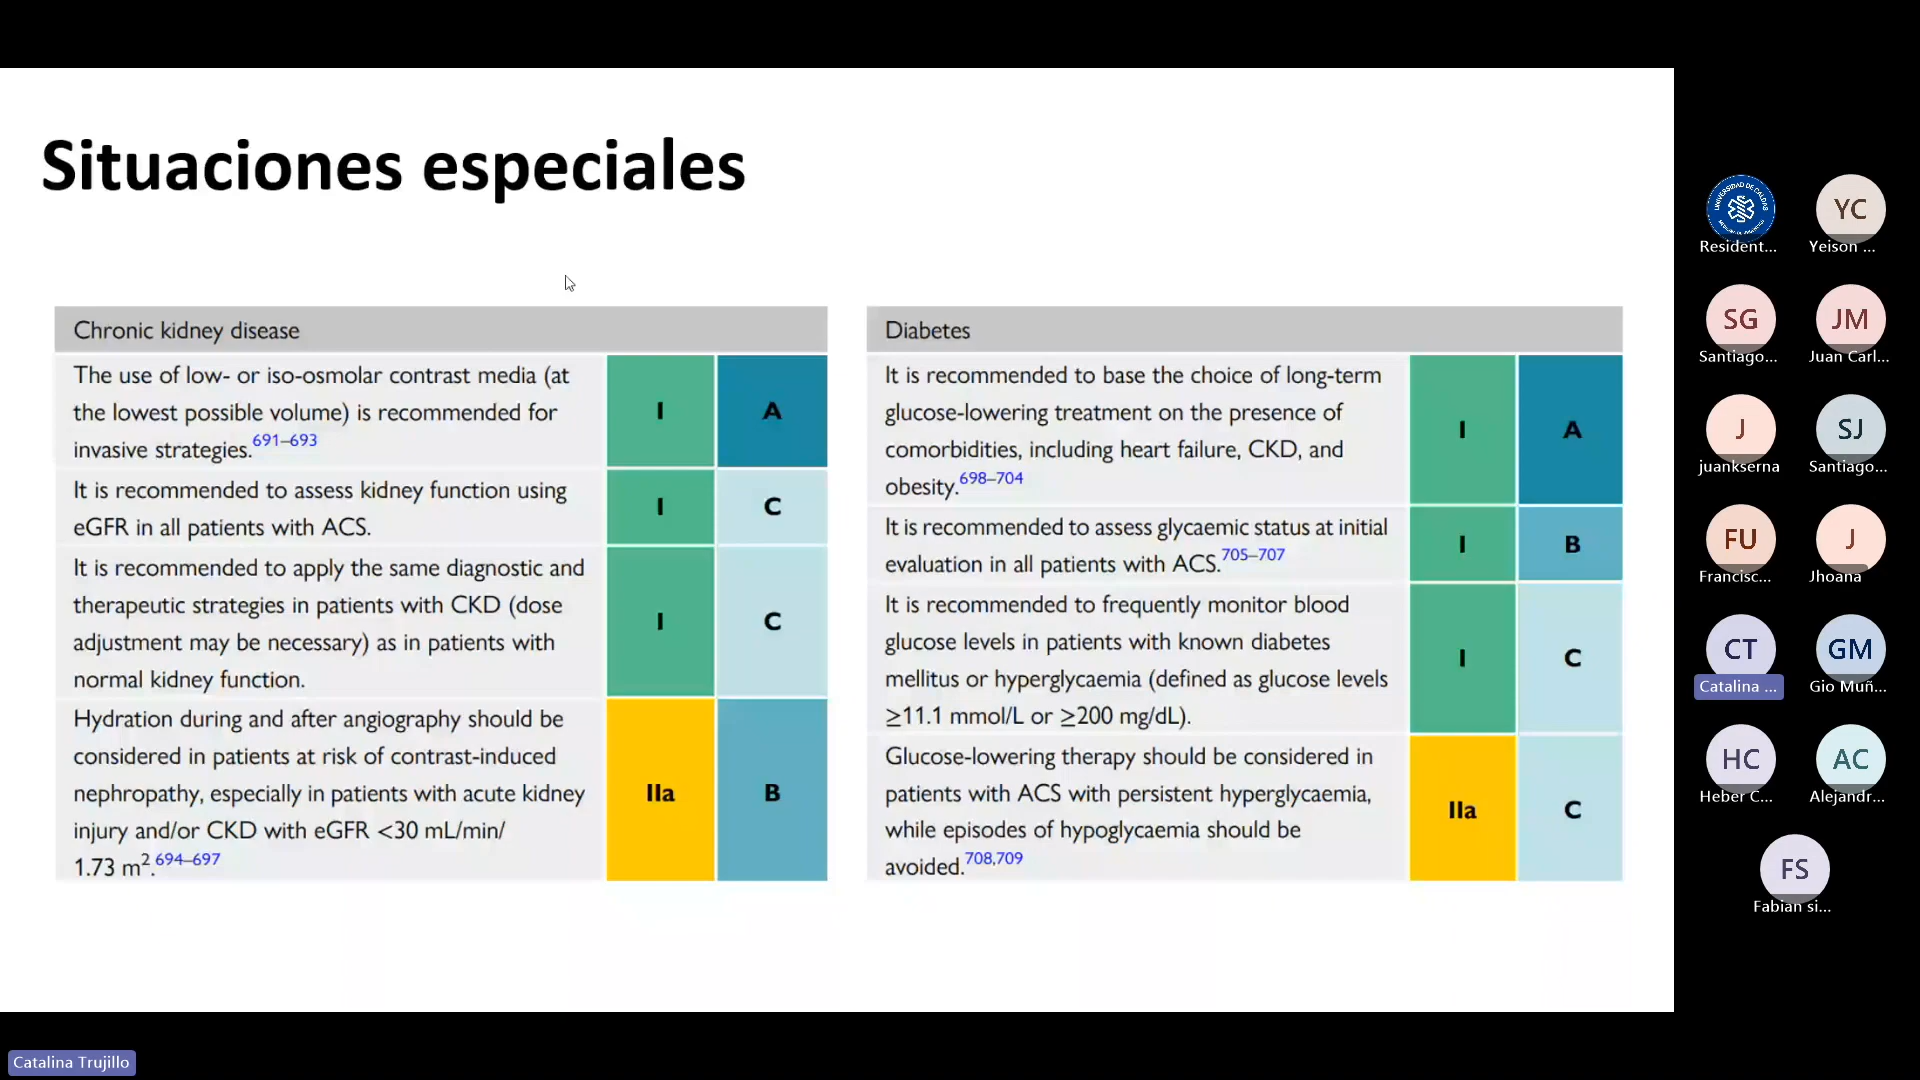 Situaciones especiales
Chronic kidney disease
The use of low- or iso-osmolar contrast media (at
the lowest possible volume) is recommended for
invasive strategies.691–693
I
A
It is recommended to assess kidney function using
eGFR in all patients with ACS.
I
C
It is recommended to apply the same diagnostic and
therapeutic strategies in patients with CKD (dose
adjustment may be necessary) as in patients with
normal kidney function.
I
C
Hydration during and after angiography should be
considered in patients at risk of contrast-induced
nephropathy, especially in patients with acute kidney
injury and/or CKD with eGFR <30 mL/min/
1.73 m2.694–697
IIa
B
Diabetes
It is recommended to base the choice of long-term
glucose-lowering treatment on the presence of
comorbidities, including heart failure, CKD, and
obesity.698–704
I
A
It is recommended to assess glycaemic status at initial
evaluation in all patients with ACS.705–707
I
B
It is recommended to frequently monitor blood
glucose levels in patients with known diabetes
mellitus or hyperglycaemia (defined as glucose levels
≥11.1 mmol/L or ≥200 mg/dL).
I
C
Glucose-lowering therapy should be considered in
patients with ACS with persistent hyperglycaemia,
while episodes of hypoglycaemia should be
avoided.708,709
IIa
C
UNIVERSIDAD DE CALDAS
Resident...
YC
Yeison ...
SG
Santiago...
JM
Juan Carl...
J
juankserna
SJ
Santiago...
FU
Francisc...
J
Jhoana
CT
Catalina ...
GM
Gio Muñ...
HC
Heber C...
AC
Alejandr...
FS
Fabian si...
Catalina Trujillo